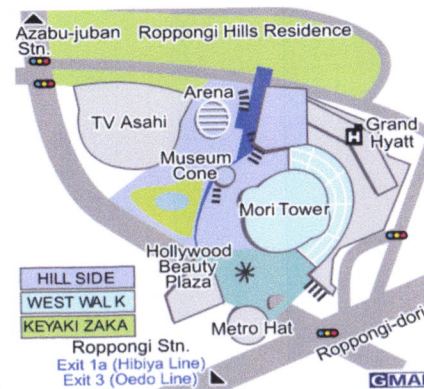 Azabu-juban
Stn.
Roppongi Hills Residence
Arena
TV Asahi
Grand
Hyatt
H
Museum
Cone
Mori Tower
Hollywood
Beauty
Plaza
HILL SIDE
WEST WALK
KEYAKI ZAKA
Metro Hat
Roppongi-dori
Roppongi Stn.
Exit 1a (Hibiya Line)
Exit 3 (Oedo Line)